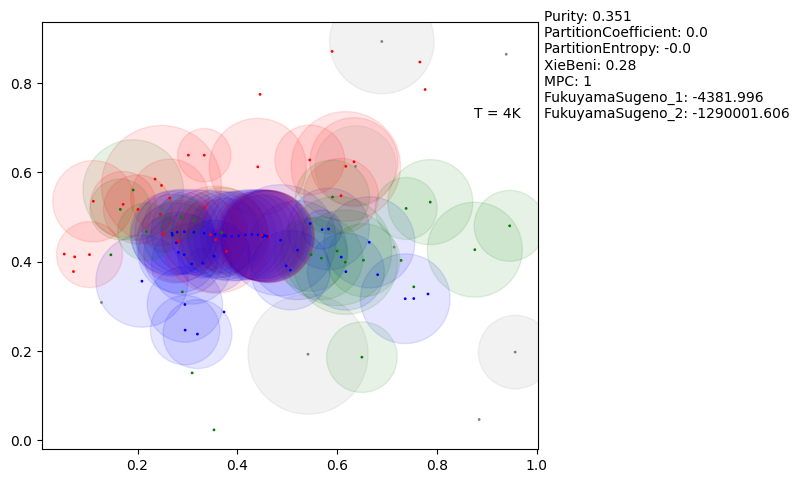 Purity: 0.351
PartitionCoefficient: 0.0
PartitionEntropy: -0.0
XieBeni: 0.28
MPC: 1
FukuyamaSugeno_1: -4381.996
FukuyamaSugeno_2: -1290001.606
T = 4K
0.8
0.6
0.4
0.2
0.0
0.2 0.4 0.6 0.8 1.0